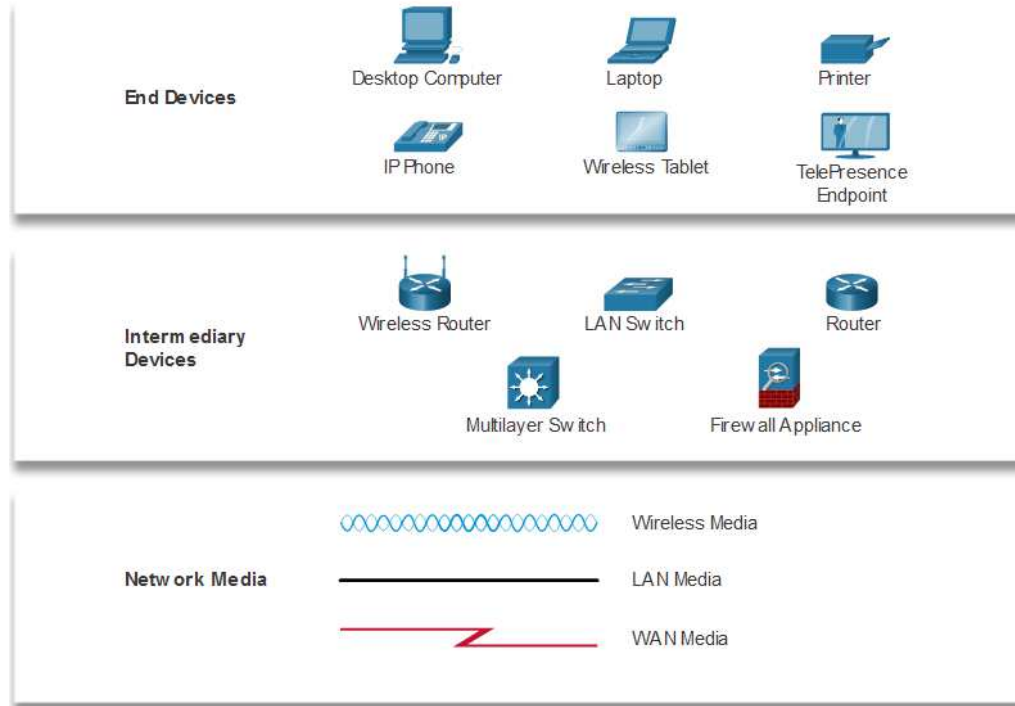 Desktop Computer
Laptop
Printer
End Devices
IP Phone
Wireless Tablet
TelePresence
Endpoint
Wireless Router
LAN Switch
Router
Intermediary
Devices
Multilayer Switch
Firewall Appliance
Wireless Media
Network Media
LAN Media
WAN Media